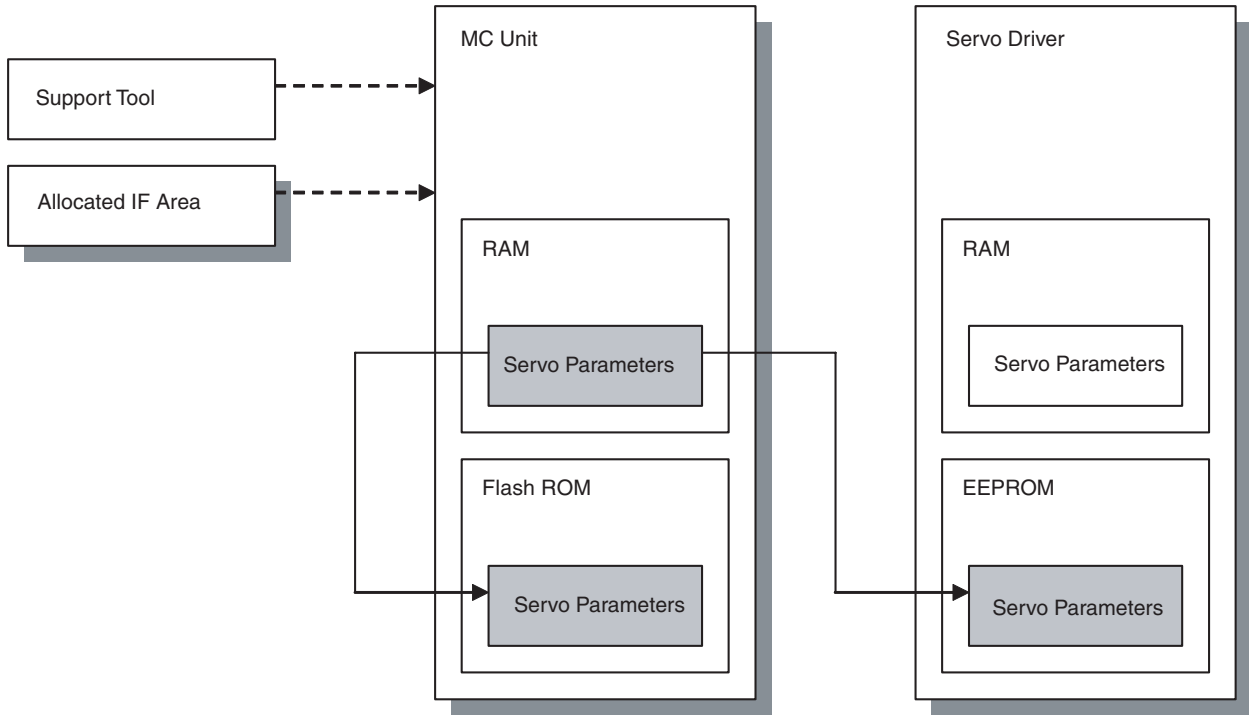 MC Unit
Servo Driver
Support Tool
Allocated IF Area
RAM
RAM
Servo Parameters
Servo Parameters
Flash ROM
EEPROM
Servo Parameters
Servo Parameters